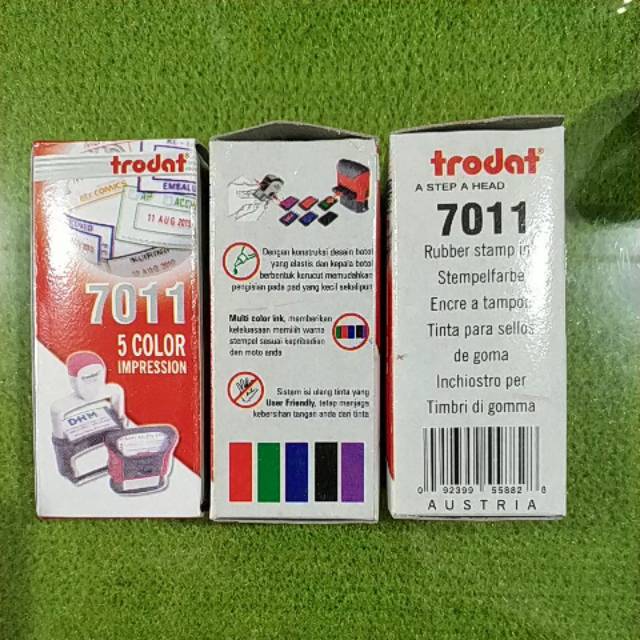 trodat
EMBAL
11 AUG 2010
7011
5 COLOR
IMPRESSION
DHM
Dengan konstruksi desain botol
yang elastis dan kepala botol
berbentuk kerucut memudahkan
pengisian pada pad yang kecil sekalipun
Multi color ink, memberikan
keleluasaan memilih warna
stempel sesuai kepribadian
dan moto anda
Sistem isi ulang tinta yang
User Friendly, tetap menjaga
kebersihan tangan anda dari tinta
trodat
A STEP A HEAD
7011
Rubber stamp in
Stempelfarbe
Encre a tampon
Tinta para sellos
de goma
Inchiostro per
Timbri di gomma
0 92399 55882 8
AUSTRIA